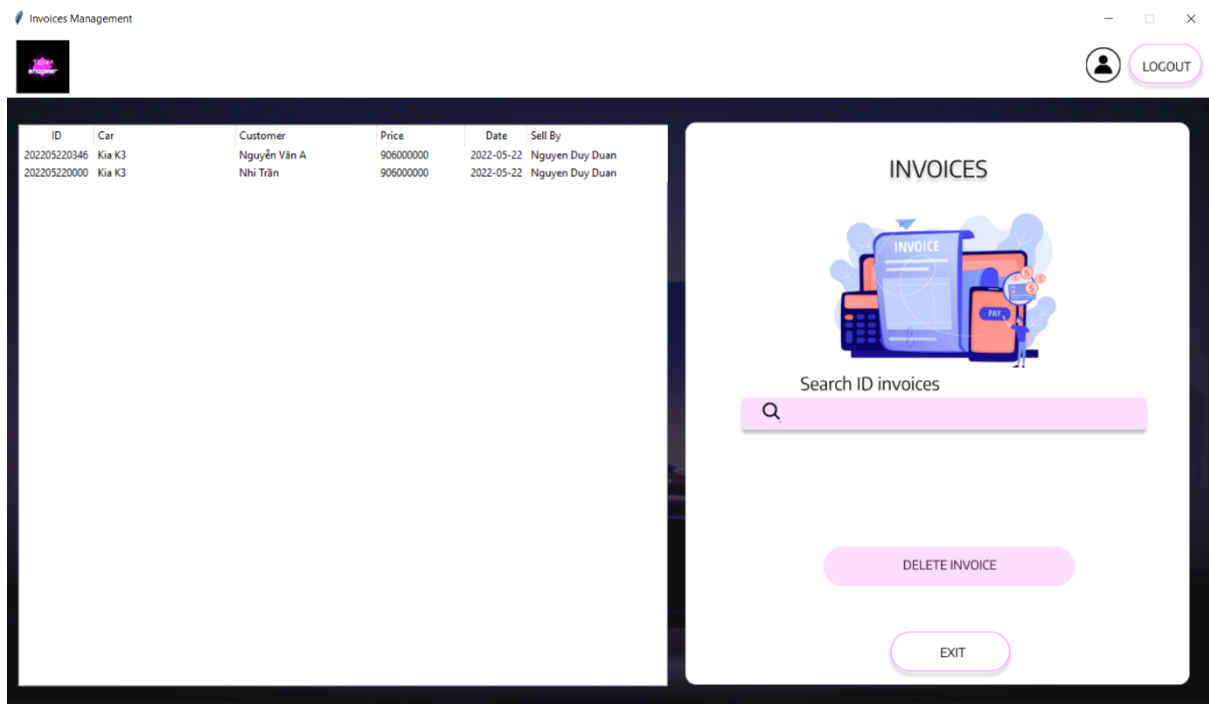 Invoices Management
TEAM
shopeer
LOGOUT
ID Car Customer Price Date Sell By
202205220346 Kia K3 Nguyễn Văn A 906000000 2022-05-22 Nguyen Duy Duan
202205220000 Kia K3 Nhi Trần 906000000 2022-05-22 Nguyen Duy Duan
INVOICES
INVOICE
PAY
Search ID invoices
DELETE INVOICE
EXIT